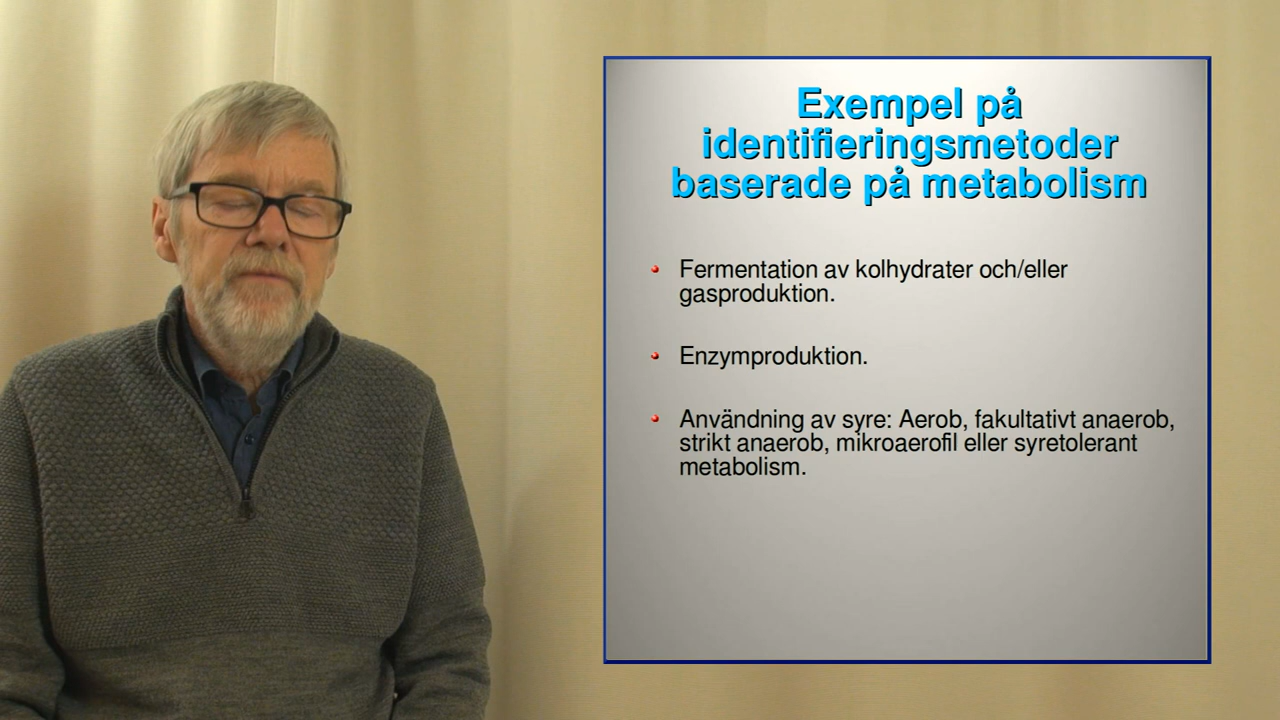 Exempel på
identifieringsmetoder
baserade på metabolism
Fermentation av kolhydrater och/eller
gasproduktion.
Enzymproduktion.
Användning av syre: Aerob, fakultativt anaerob,
strikt anaerob, mikroaerofil eller syretolerant
metabolism.